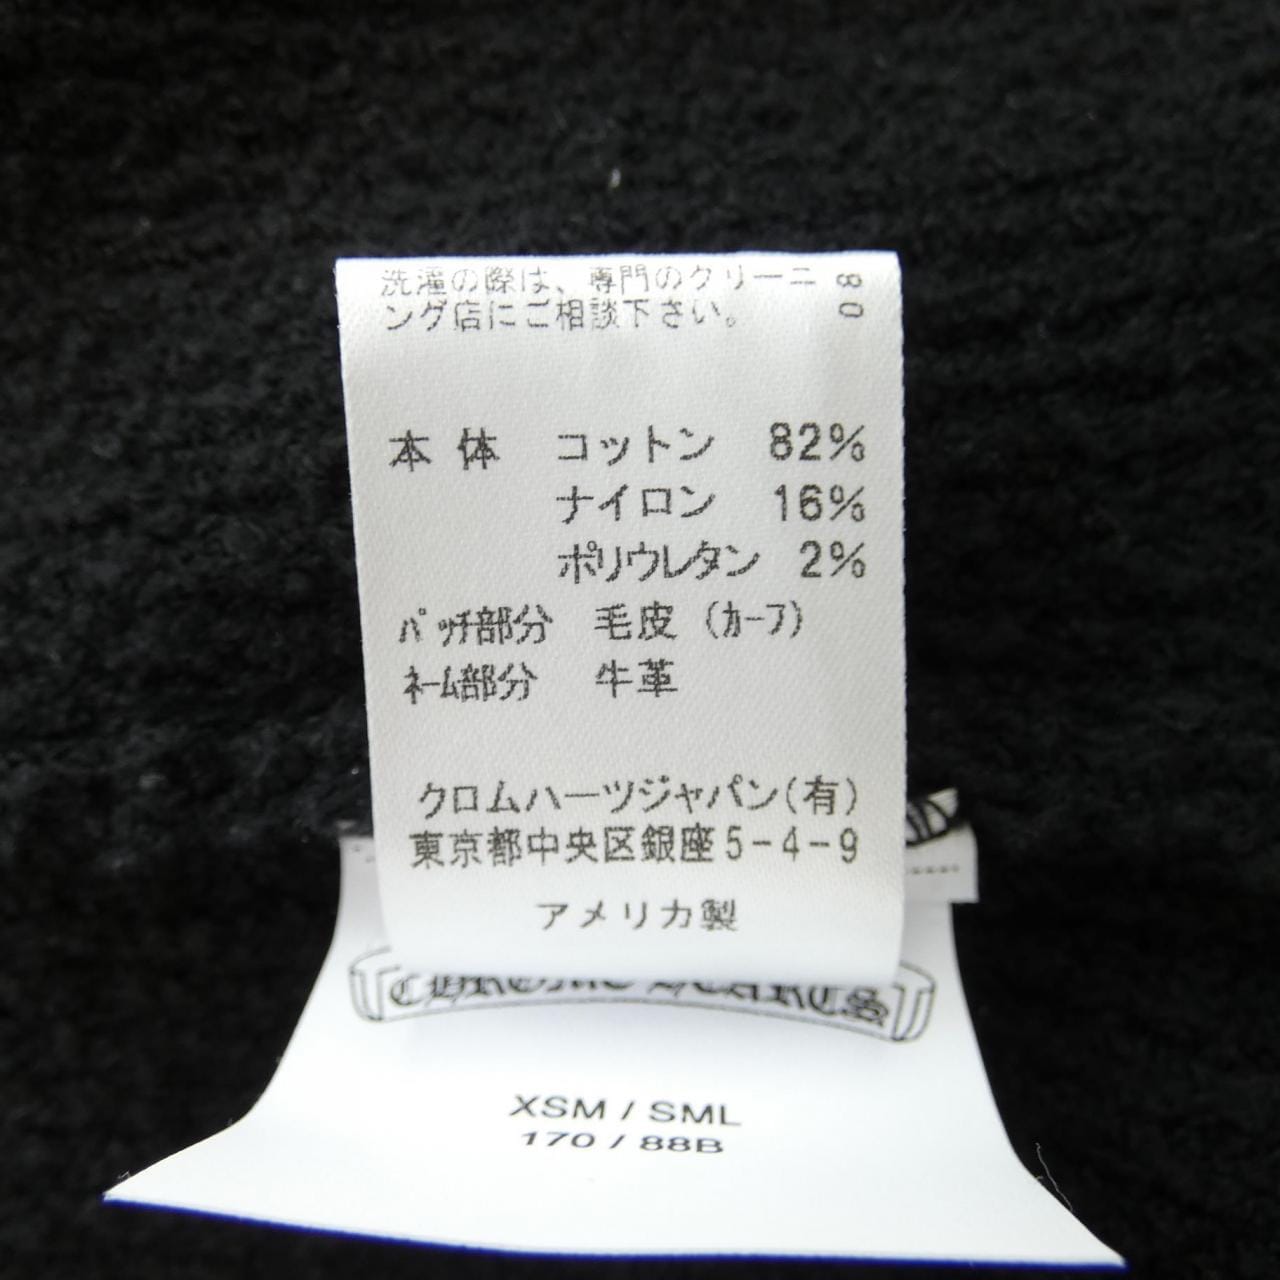 洗濯の際は、専門のクリーニ
ング店にご相談下さい。
80
本体 コットン 82%
ナイロン 16%
ポリウレタン 2%
パッチ部分 毛皮(カーフ)
ネーム部分 牛革
クロムハーツジャパン(有)
東京都中央区銀座5-4-9
アメリカ製
CHROME HEARTS
XSM / SML
170 / 88B